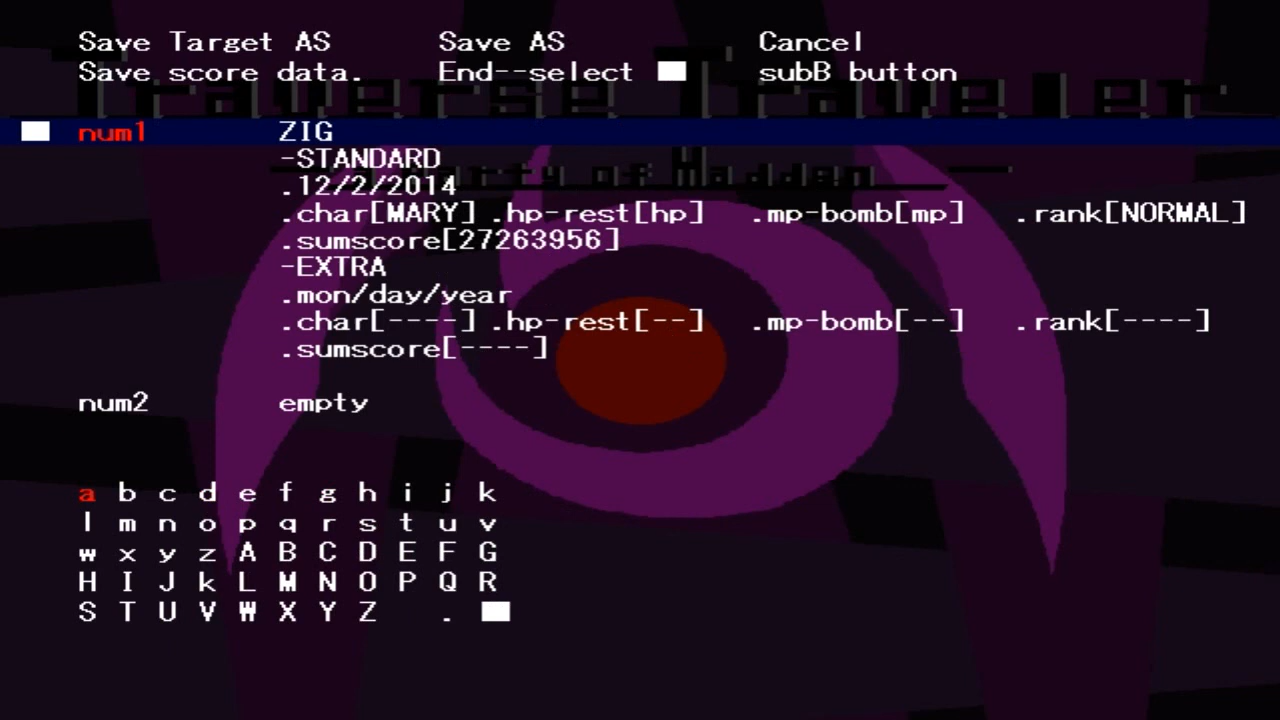 Save Target AS Save AS Cancel
Save score data. End--select subB button
Traverse Traveler
num1 ZIG
-STANDARD
.12/2/2014
.char[MARY] .hp-rest[hp] .mp-bomb[mp] .rank[NORMAL]
.sumscore[27263956]
-EXTRA
.mon/day/year
.char[----] .hp-rest[--] .mp-bomb[--] .rank[----]
.sumscore[----]
num2 empty
a b c d e f g h i j k
l m n o p q r s t u v
w x y z A B C D E F G
H I J k L M N O P Q R
S T U V W X Y Z .